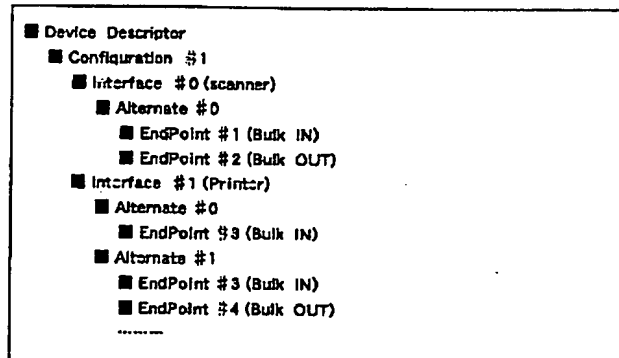 ■ Device Descriptor
■ Configuration #1
■ Interface #0 (scanner)
■ Alternate #0
■ EndPoint #1 (Bulk IN)
■ EndPoint #2 (Bulk OUT)
■ Interface #1 (Printer)
■ Alternate #0
■ EndPoint #3 (Bulk IN)
■ Alternate #1
■ EndPoint #3 (Bulk IN)
■ EndPoint #4 (Bulk OUT)